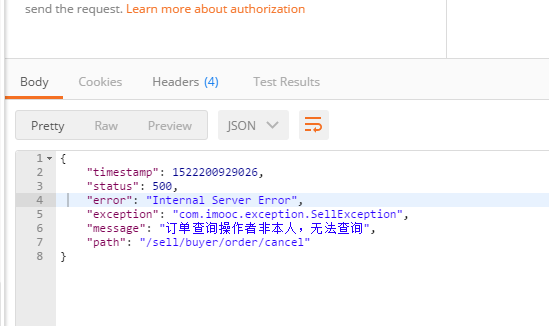 send the request. Learn more about authorization
Body Cookies Headers (4) Test Results
Pretty Raw Preview JSON
1 {
2 "timestamp": 1522200929026,
3 "status": 500,
4 "error": "Internal Server Error",
5 "exception": "com.imooc.exception.SellException",
6 "message": "订单查询操作者非本人，无法查询",
7 "path": "/sell/buyer/order/cancel"
8 }